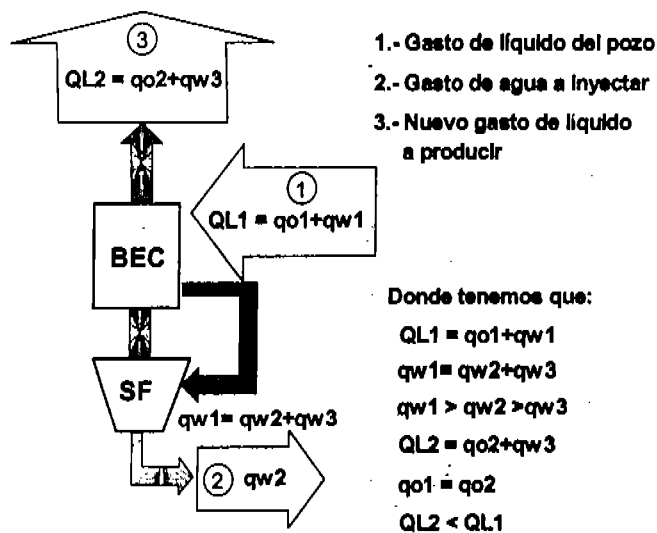 3
QL2 = qo2+qw3
1.- Gasto de líquido del pozo
2.- Gasto de agua a inyectar
3.- Nuevo gasto de líquido
a producir
1
QL1 = qo1+qw1
BEC
SF
qw1= qw2+qw3
2 qw2
Donde tenemos que:
QL1 = qo1+qw1
qw1= qw2+qw3
qw1 > qw2 >qw3
QL2 = qo2+qw3
qo1 = qo2
QL2 < QL1